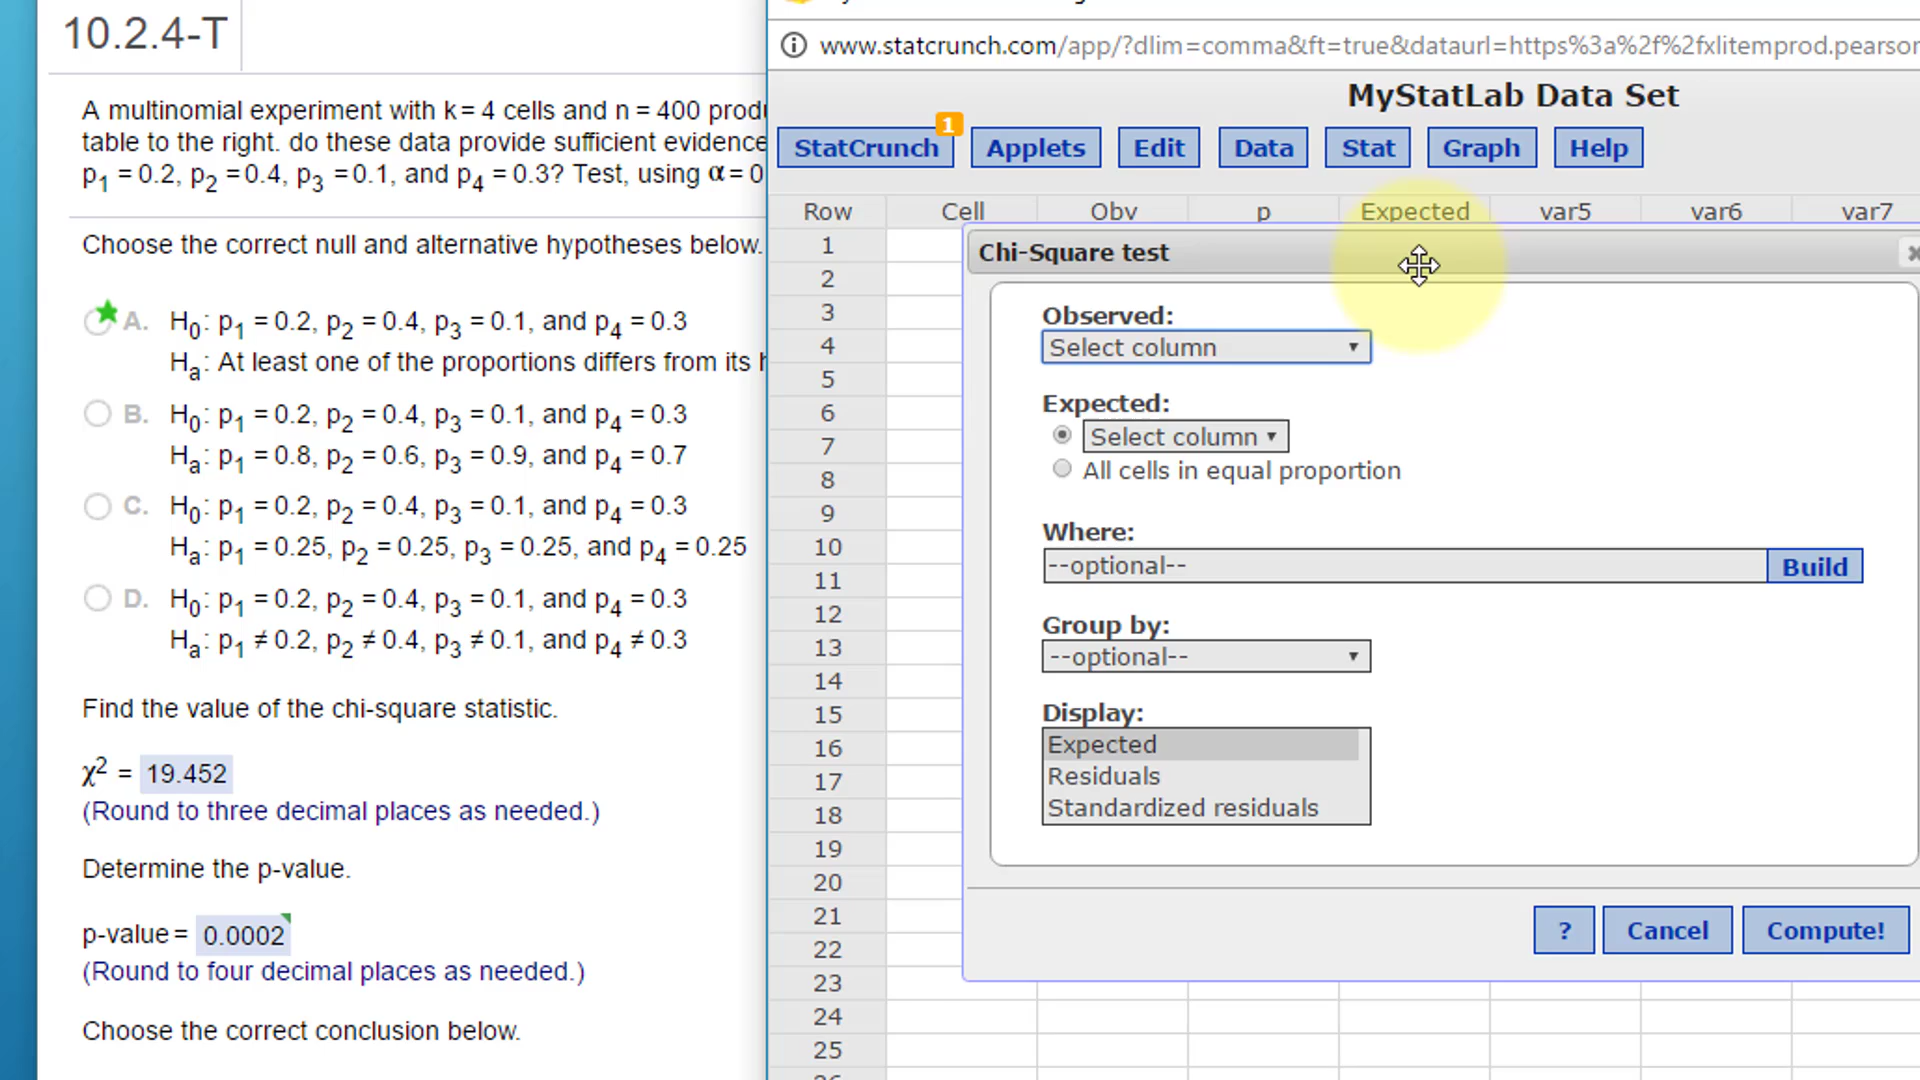 10.2.4-T
A multinomial experiment with k = 4 cells and n = 400
table to the right. do these data provide sufficient evidence
p1 = 0.2, p2 = 0.4, p3 = 0.1, and p4 = 0.3? Test, using α = 0
Choose the correct null and alternative hypotheses below.
A. H0: p1 = 0.2, p2 = 0.4, p3 = 0.1, and p4 = 0.3
Ha: At least one of the proportions differs from its
B. H0: p1 = 0.2, p2 = 0.4, p3 = 0.1, and p4 = 0.3
Ha: p1 = 0.8, p2 = 0.6, p3 = 0.9, and p4 = 0.7
C. H0: p1 = 0.2, p2 = 0.4, p3 = 0.1, and p4 = 0.3
Ha: p1 = 0.25, p2 = 0.25, p3 = 0.25, and p4 = 0.25
D. H0: p1 = 0.2, p2 = 0.4, p3 = 0.1, and p4 = 0.3
Ha: p1 ≠ 0.2, p2 ≠ 0.4, p3 ≠ 0.1, and p4 ≠ 0.3
Find the value of the chi-square statistic.
χ2 = 19.452
(Round to three decimal places as needed.)
Determine the p-value.
p-value = 0.0002
(Round to four decimal places as needed.)
Choose the correct conclusion below.
www.statcrunch.com/app/?dlim=comma&ft=true&dataurl=https%3a%2f%2fxlitemprod.pearson
MyStatLab Data Set
StatCrunch 1 Applets Edit Data Stat Graph Help
Row Cell Obv p Expected var5 var6 var7
1
2
3
4
5
6
7
8
9
10
11
12
13
14
15
16
17
18
19
20
21
22
23
24
25
Chi-Square test
Observed:
Select column
Expected:
Select column
All cells in equal proportion
Where:
--optional-- Build
Group by:
--optional--
Display:
Expected
Residuals
Standardized residuals
? Cancel Compute!